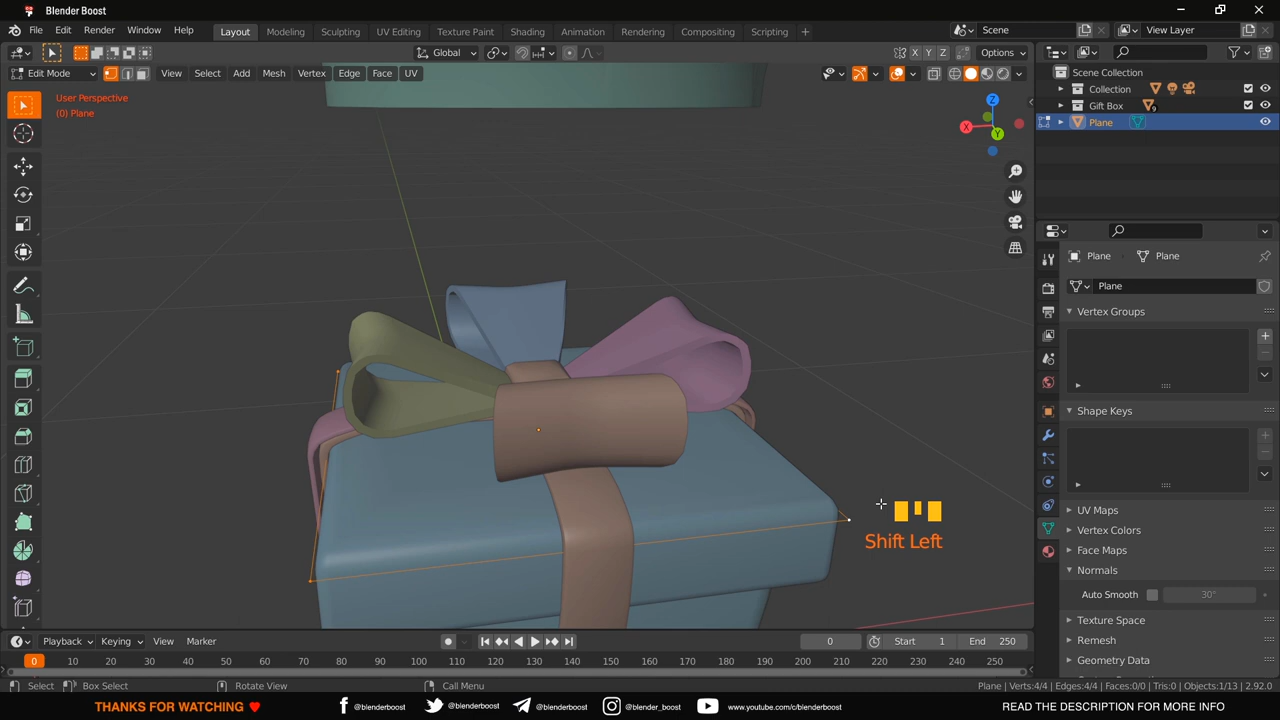 Blender Boost
File Edit Render Window Help
Layout Modeling Sculpting UV Editing Texture Paint Shading Animation Rendering Compositing Scripting +
Scene
View Layer
Global
X Y Z
Options
Edit Mode View Select Add Mesh Vertex Edge Face UV
User Perspective
(0) Plane
Z
X
Y
Scene Collection
Collection
Gift Box
9
Plane
Plane Plane
Plane
Vertex Groups
Shape Keys
UV Maps
Vertex Colors
Face Maps
Normals
Auto Smooth 30°
Texture Space
Remesh
Geometry Data
Shift Left
Playback Keying View Marker
0 Start 1 End 250
0 10 20 30 40 50 60 70 80 90 100 110 120 130 140 150 160 170 180 190 200 210 220 230 240 250
Select Box Select Rotate View Call Menu
Plane | Verts:4/4 | Edges:4/4 | Faces:0/0 | Tris:0 | Objects:1/13 | 2.92.0
THANKS FOR WATCHING ❤ @blenderboost @blenderboost @blenderboost @blender_boost www.youtube.com/c/blenderboost READ THE DESCRIPTION FOR MORE INFO